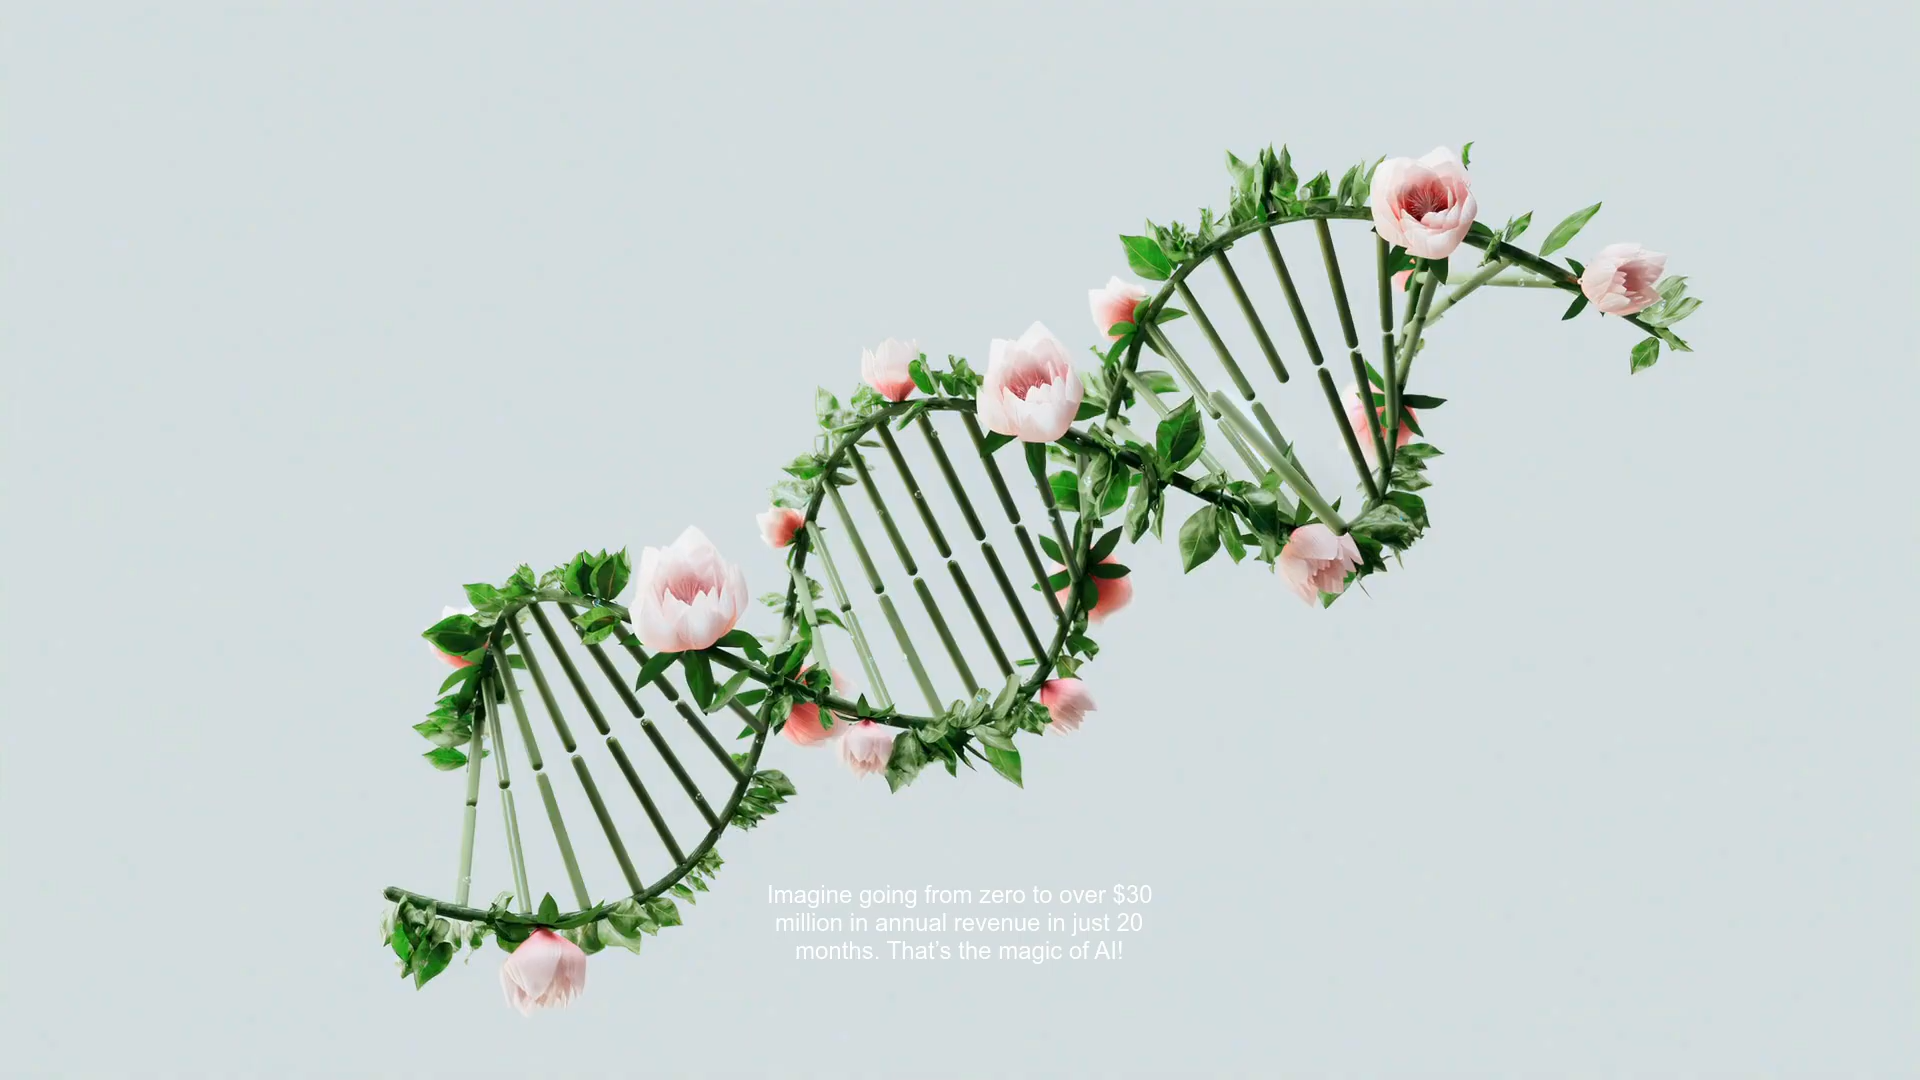 Imagine going from zero to over $30
million in annual revenue in just 20
months. That’s the magic of AI!